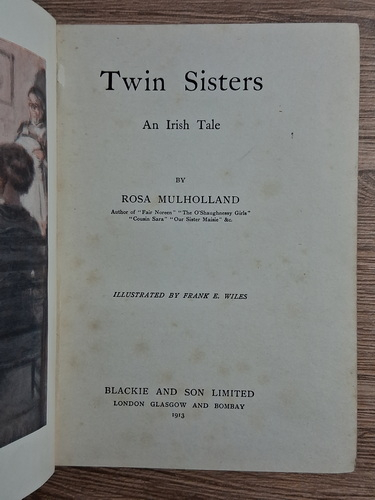 Twin Sisters
An Irish Tale
BY
ROSA MULHOLLAND
Author of "Fair Noreen" "The O'Shaughnessy Girls"
"Cousin Sara" "Our Sister Maisie" &c.
ILLUSTRATED BY FRANK E. WILES
BLACKIE AND SON LIMITED
LONDON GLASGOW AND BOMBAY
1913